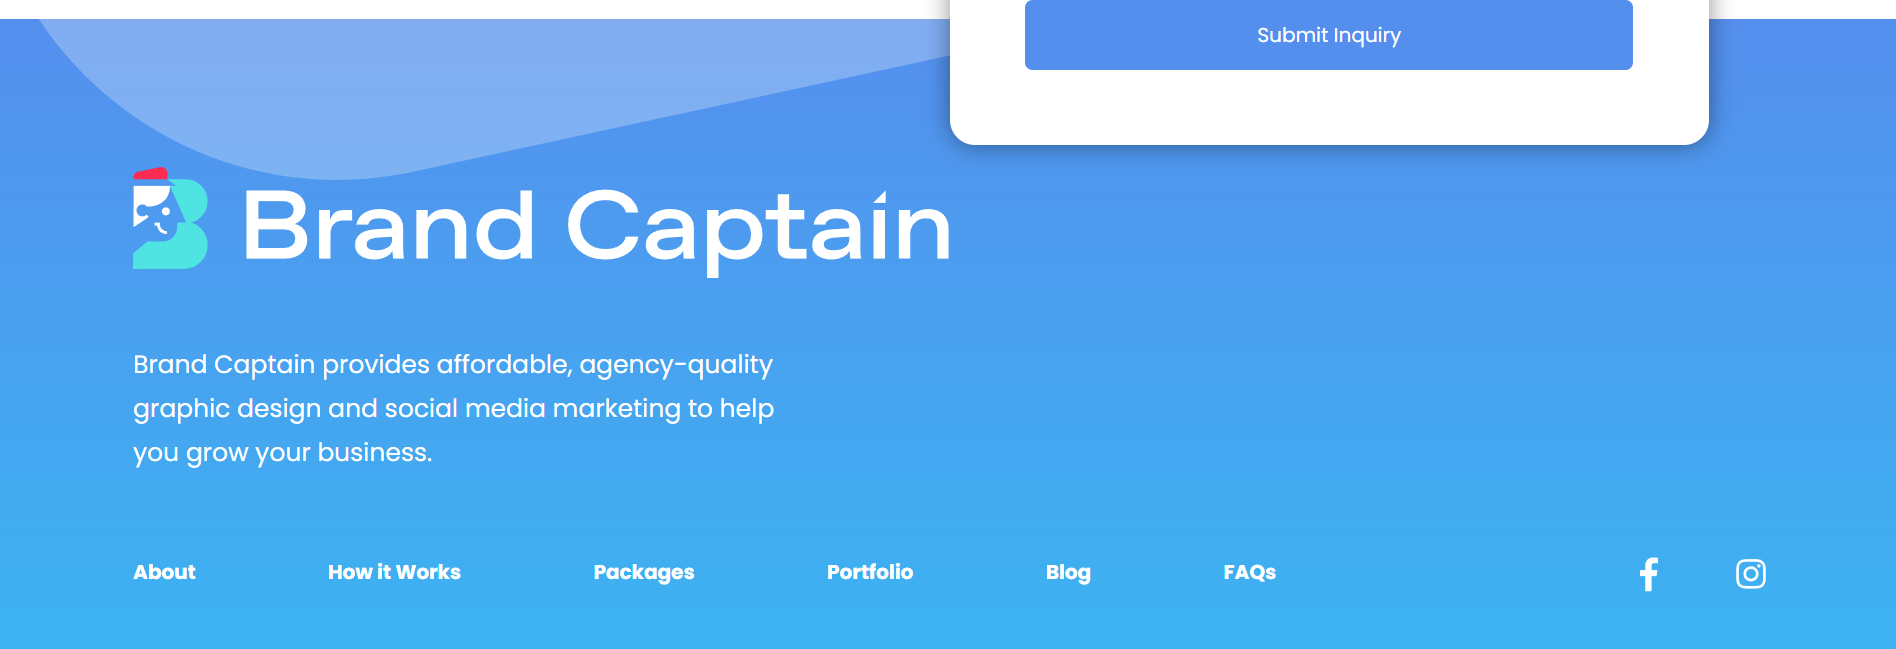 Submit Inquiry
Brand Captain
Brand Captain provides affordable, agency-quality
graphic design and social media marketing to help
you grow your business.
About How it Works Packages Portfolio Blog FAQs